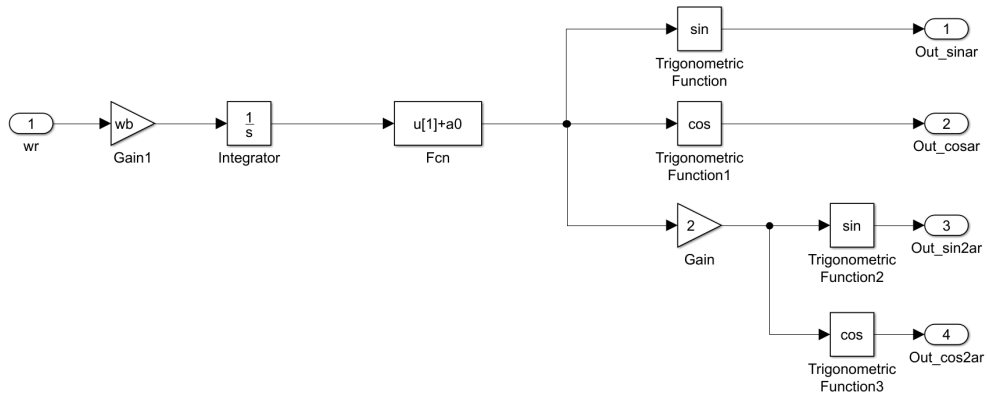 sin
1
Trigonometric
Function
Out_sinar
1
wr
wb
Gain1
1
s
Integrator
u[1]+a0
Fcn
cos
Trigonometric
Function1
2
Out_cosar
2
Gain
sin
Trigonometric
Function2
3
Out_sin2ar
cos
Trigonometric
Function3
4
Out_cos2ar